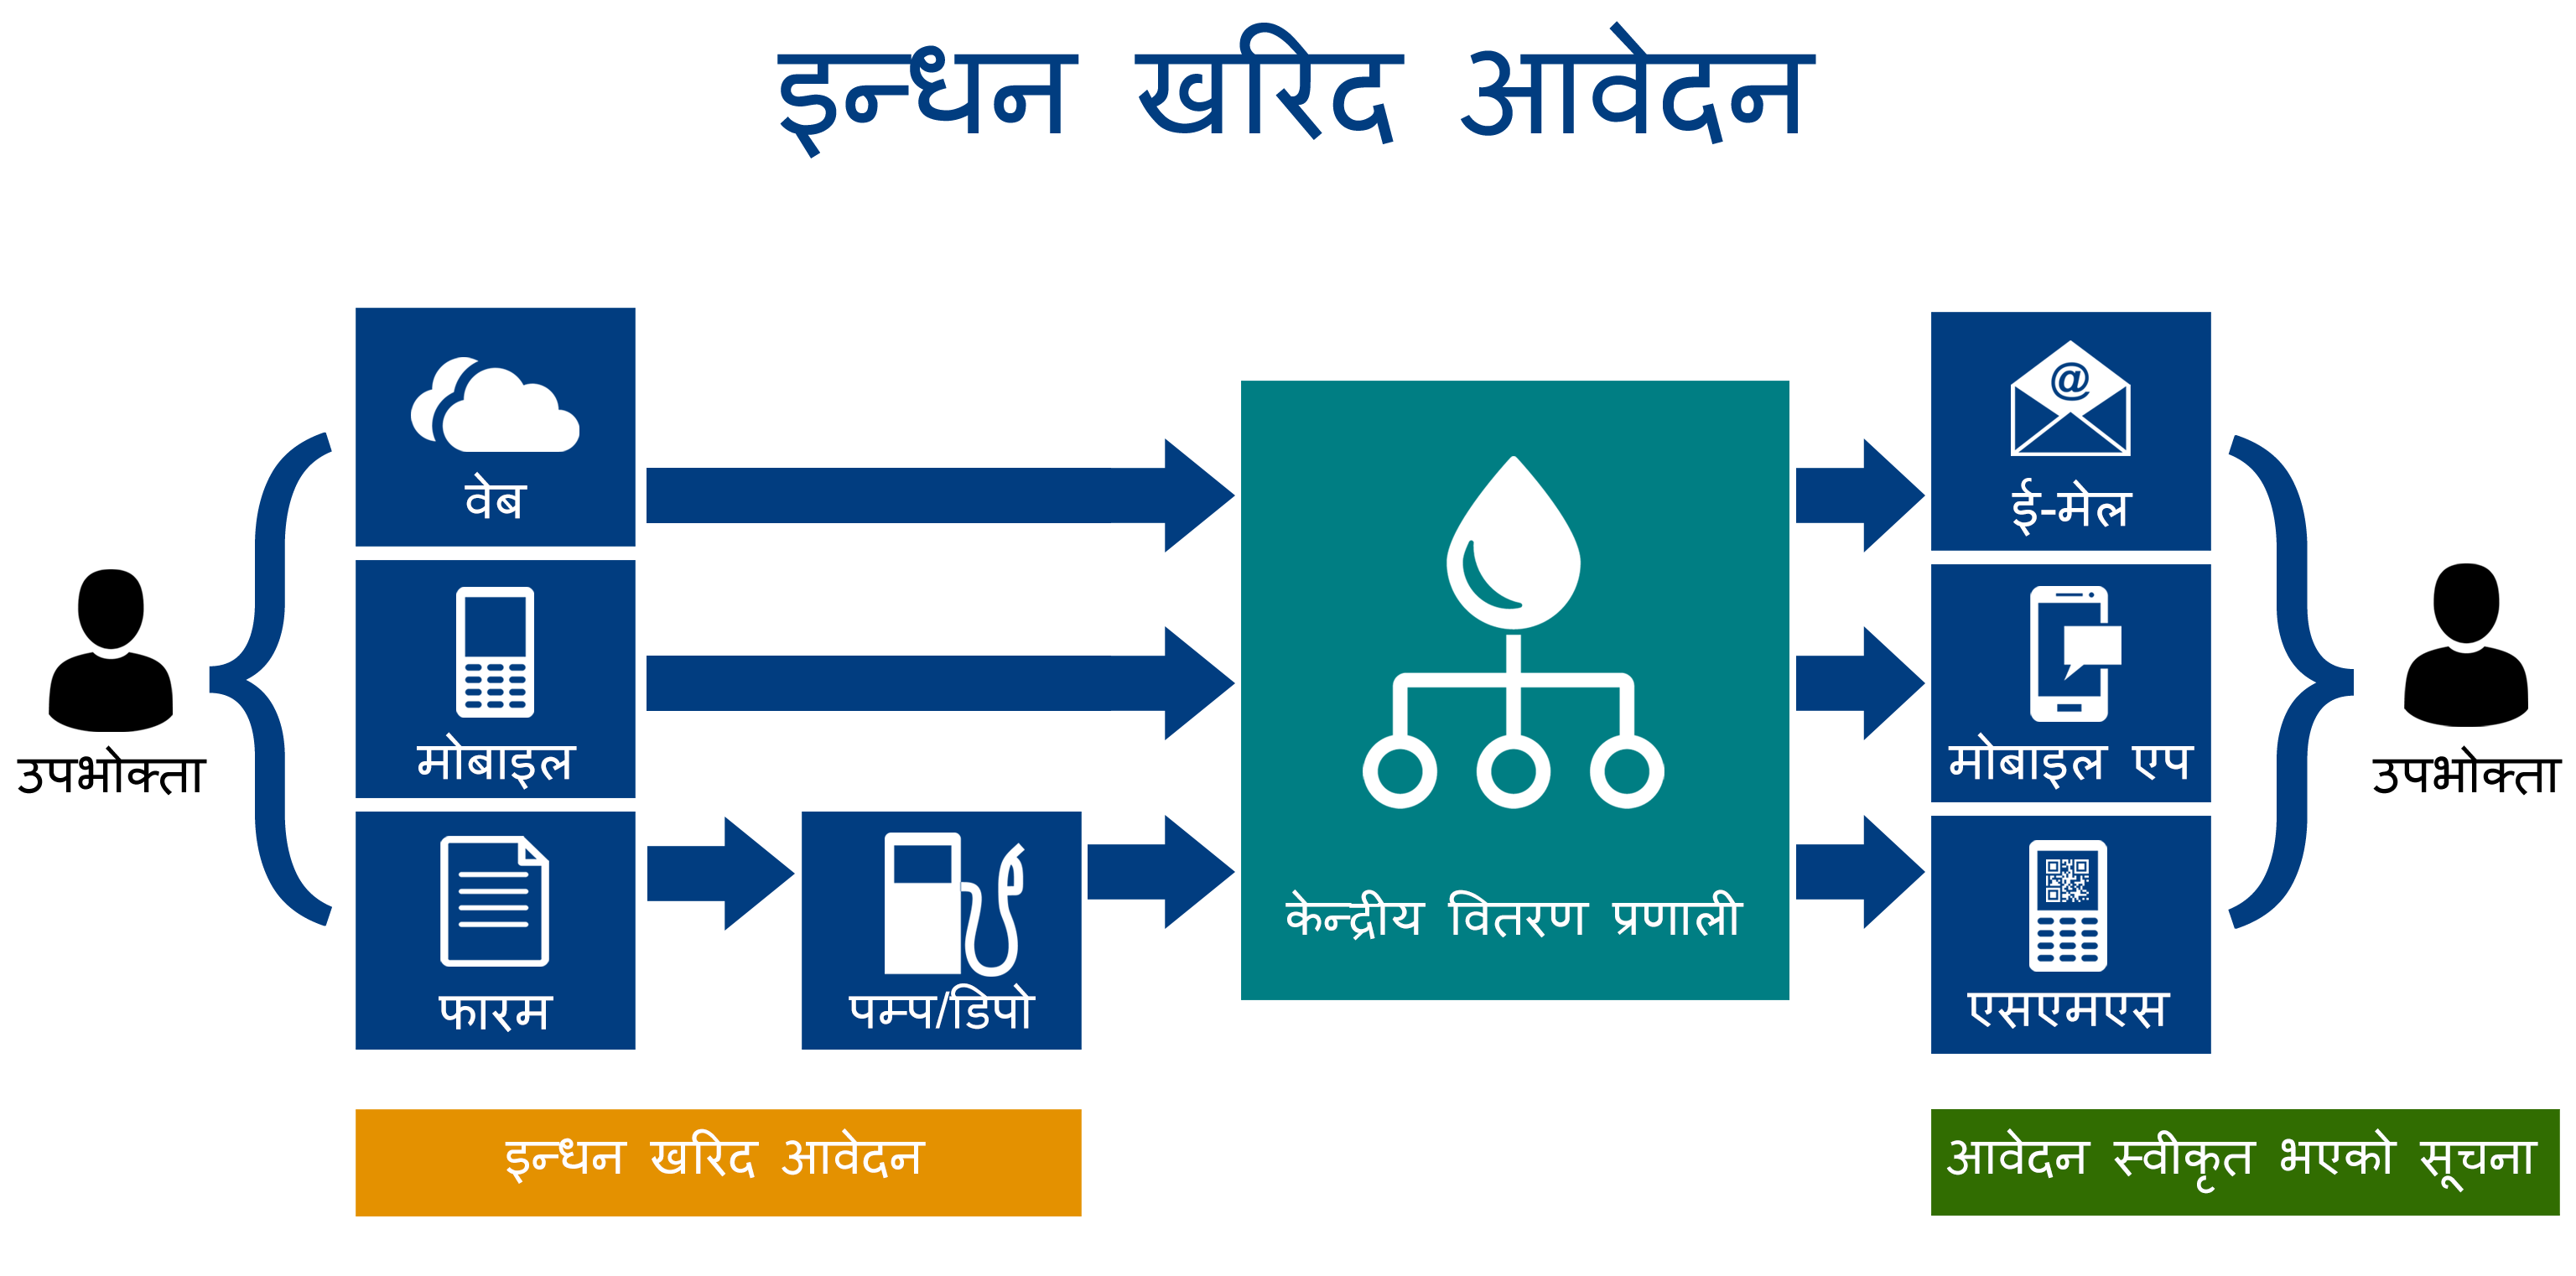 इन्धन खरिद आवेदन
वेब
@
ई-मेल
उपभोक्ता
मोबाइल
केन्द्रीय वितरण प्रणाली
मोबाइल एप
उपभोक्ता
फारम
पम्प/डिपो
एसएमएस
इन्धन खरिद आवेदन
आवेदन स्वीकृत भएको सूचना